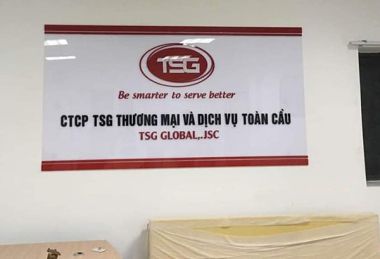 TSG
Be smarter to serve better
CTCP TSG THƯƠNG MẠI VÀ DỊCH VỤ TOÀN CẦU
TSG GLOBAL,.JSC